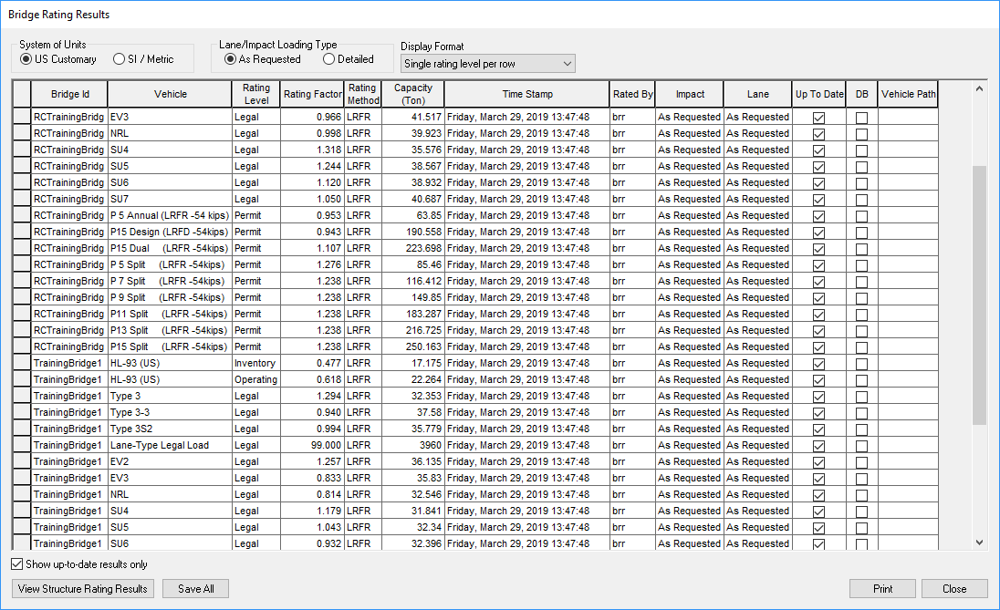 Bridge Rating Results
System of Units
US Customary SI / Metric
Lane/Impact Loading Type
As Requested Detailed
Display Format
Single rating level per row
Bridge Id Vehicle Rating Level Rating Factor Rating Method Capacity (Ton) Time Stamp Rated By Impact Lane Up To Date DB Vehicle Path
RCTrainingBridg EV3 Legal 0.966 LRFR 41.517 Friday, March 29, 2019 13:47:48 brr As Requested As Requested
RCTrainingBridg NRL Legal 0.998 LRFR 39.923 Friday, March 29, 2019 13:47:48 brr As Requested As Requested
RCTrainingBridg SU4 Legal 1.318 LRFR 35.576 Friday, March 29, 2019 13:47:48 brr As Requested As Requested
RCTrainingBridg SU5 Legal 1.244 LRFR 38.567 Friday, March 29, 2019 13:47:48 brr As Requested As Requested
RCTrainingBridg SU6 Legal 1.120 LRFR 38.932 Friday, March 29, 2019 13:47:48 brr As Requested As Requested
RCTrainingBridg SU7 Legal 1.050 LRFR 40.687 Friday, March 29, 2019 13:47:48 brr As Requested As Requested
RCTrainingBridg P 5 Annual (LRFR -54 kips) Permit 0.953 LRFR 63.85 Friday, March 29, 2019 13:47:48 brr As Requested As Requested
RCTrainingBridg P15 Design (LRFD -54kips) Permit 0.943 LRFR 190.558 Friday, March 29, 2019 13:47:48 brr As Requested As Requested
RCTrainingBridg P15 Dual (LRFR -54kips) Permit 1.107 LRFR 223.698 Friday, March 29, 2019 13:47:48 brr As Requested As Requested
RCTrainingBridg P 5 Split (LRFR -54kips) Permit 1.276 LRFR 85.46 Friday, March 29, 2019 13:47:48 brr As Requested As Requested
RCTrainingBridg P 7 Split (LRFR -54kips) Permit 1.238 LRFR 116.412 Friday, March 29, 2019 13:47:48 brr As Requested As Requested
RCTrainingBridg P 9 Split (LRFR -54kips) Permit 1.238 LRFR 149.85 Friday, March 29, 2019 13:47:48 brr As Requested As Requested
RCTrainingBridg P11 Split (LRFR -54kips) Permit 1.238 LRFR 183.287 Friday, March 29, 2019 13:47:48 brr As Requested As Requested
RCTrainingBridg P13 Split (LRFR -54kips) Permit 1.238 LRFR 216.725 Friday, March 29, 2019 13:47:48 brr As Requested As Requested
RCTrainingBridg P15 Split (LRFR -54kips) Permit 1.238 LRFR 250.163 Friday, March 29, 2019 13:47:48 brr As Requested As Requested
TrainingBridge1 HL-93 (US) Inventory 0.477 LRFR 17.175 Friday, March 29, 2019 13:47:48 brr As Requested As Requested
TrainingBridge1 HL-93 (US) Operating 0.618 LRFR 22.264 Friday, March 29, 2019 13:47:48 brr As Requested As Requested
TrainingBridge1 Type 3 Legal 1.294 LRFR 32.353 Friday, March 29, 2019 13:47:48 brr As Requested As Requested
TrainingBridge1 Type 3-3 Legal 0.940 LRFR 37.58 Friday, March 29, 2019 13:47:48 brr As Requested As Requested
TrainingBridge1 Type 3S2 Legal 0.994 LRFR 35.779 Friday, March 29, 2019 13:47:48 brr As Requested As Requested
TrainingBridge1 Lane-Type Legal Load Legal 99.000 LRFR 3960 Friday, March 29, 2019 13:47:48 brr As Requested As Requested
TrainingBridge1 EV2 Legal 1.257 LRFR 36.135 Friday, March 29, 2019 13:47:48 brr As Requested As Requested
TrainingBridge1 EV3 Legal 0.833 LRFR 35.83 Friday, March 29, 2019 13:47:48 brr As Requested As Requested
TrainingBridge1 NRL Legal 0.814 LRFR 32.546 Friday, March 29, 2019 13:47:48 brr As Requested As Requested
TrainingBridge1 SU4 Legal 1.179 LRFR 31.841 Friday, March 29, 2019 13:47:48 brr As Requested As Requested
TrainingBridge1 SU5 Legal 1.043 LRFR 32.34 Friday, March 29, 2019 13:47:48 brr As Requested As Requested
TrainingBridge1 SU6 Legal 0.932 LRFR 32.396 Friday, March 29, 2019 13:47:48 brr As Requested As Requested
Show up-to-date results only
View Structure Rating Results Save All Print Close